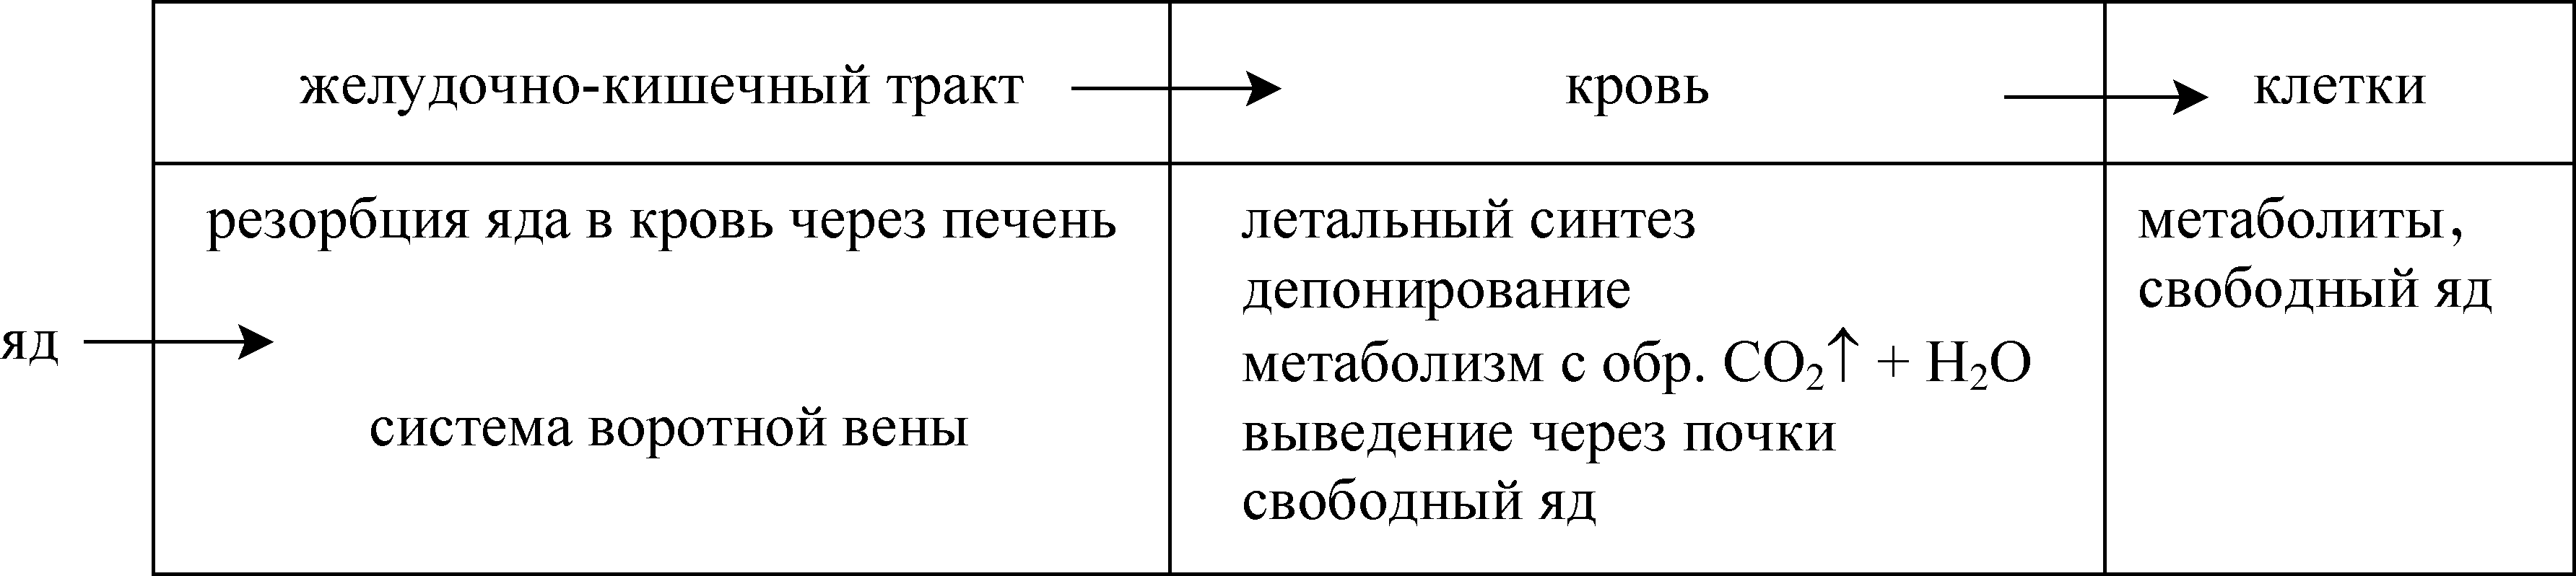 желудочно-кишечный тракт → кровь → клетки
резорбция яда в кровь через печень
яд →
система воротной вены
летальный синтез
депонирование
метаболизм с обр. CO₂↑ + H₂O
выведение через почки
свободный яд
метаболиты,
свободный яд